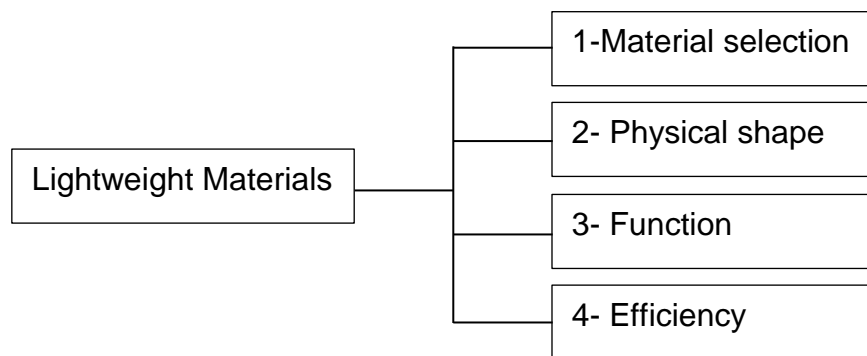 1-Material selection
2- Physical shape
Lightweight Materials
3- Function
4- Efficiency